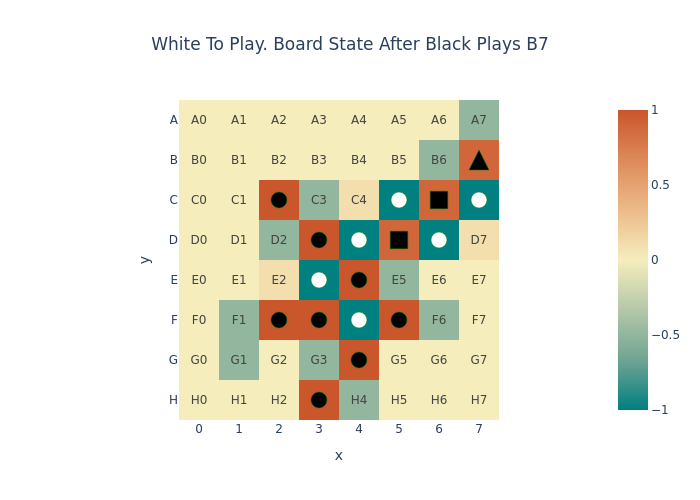 White To Play. Board State After Black Plays B7
A A0 A1 A2 A3 A4 A5 A6 A7
B B0 B1 B2 B3 B4 B5 B6
C C0 C1 C3 C4
D D0 D1 D2 D7
E E0 E1 E2 E5 E6 E7
F F0 F1 F6 F7
G G0 G1 G2 G3 G5 G6 G7
H H0 H1 H2 H4 H5 H6 H7
0 1 2 3 4 5 6 7
x
y
1
0.5
0
−0.5
−1